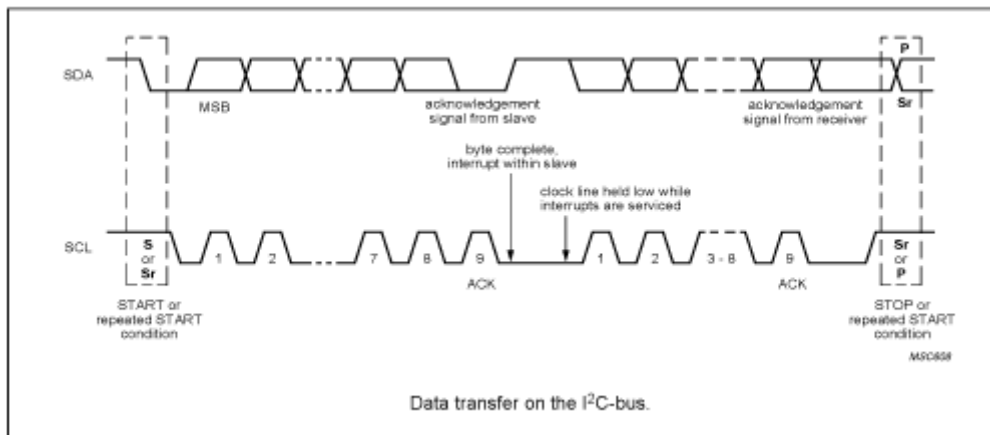 P
SDA
MSB
acknowledgement
signal from slave
acknowledgement
signal from receiver
Sr
byte complete,
interrupt within slave
clock line held low while
interrupts are serviced
SCL
S
or
Sr
1
2
7
8
9
1
2
3 - 8
9
Sr
or
P
ACK
ACK
START or
repeated START
condition
STOP or
repeated START
condition
MSC608
Data transfer on the I²C-bus.